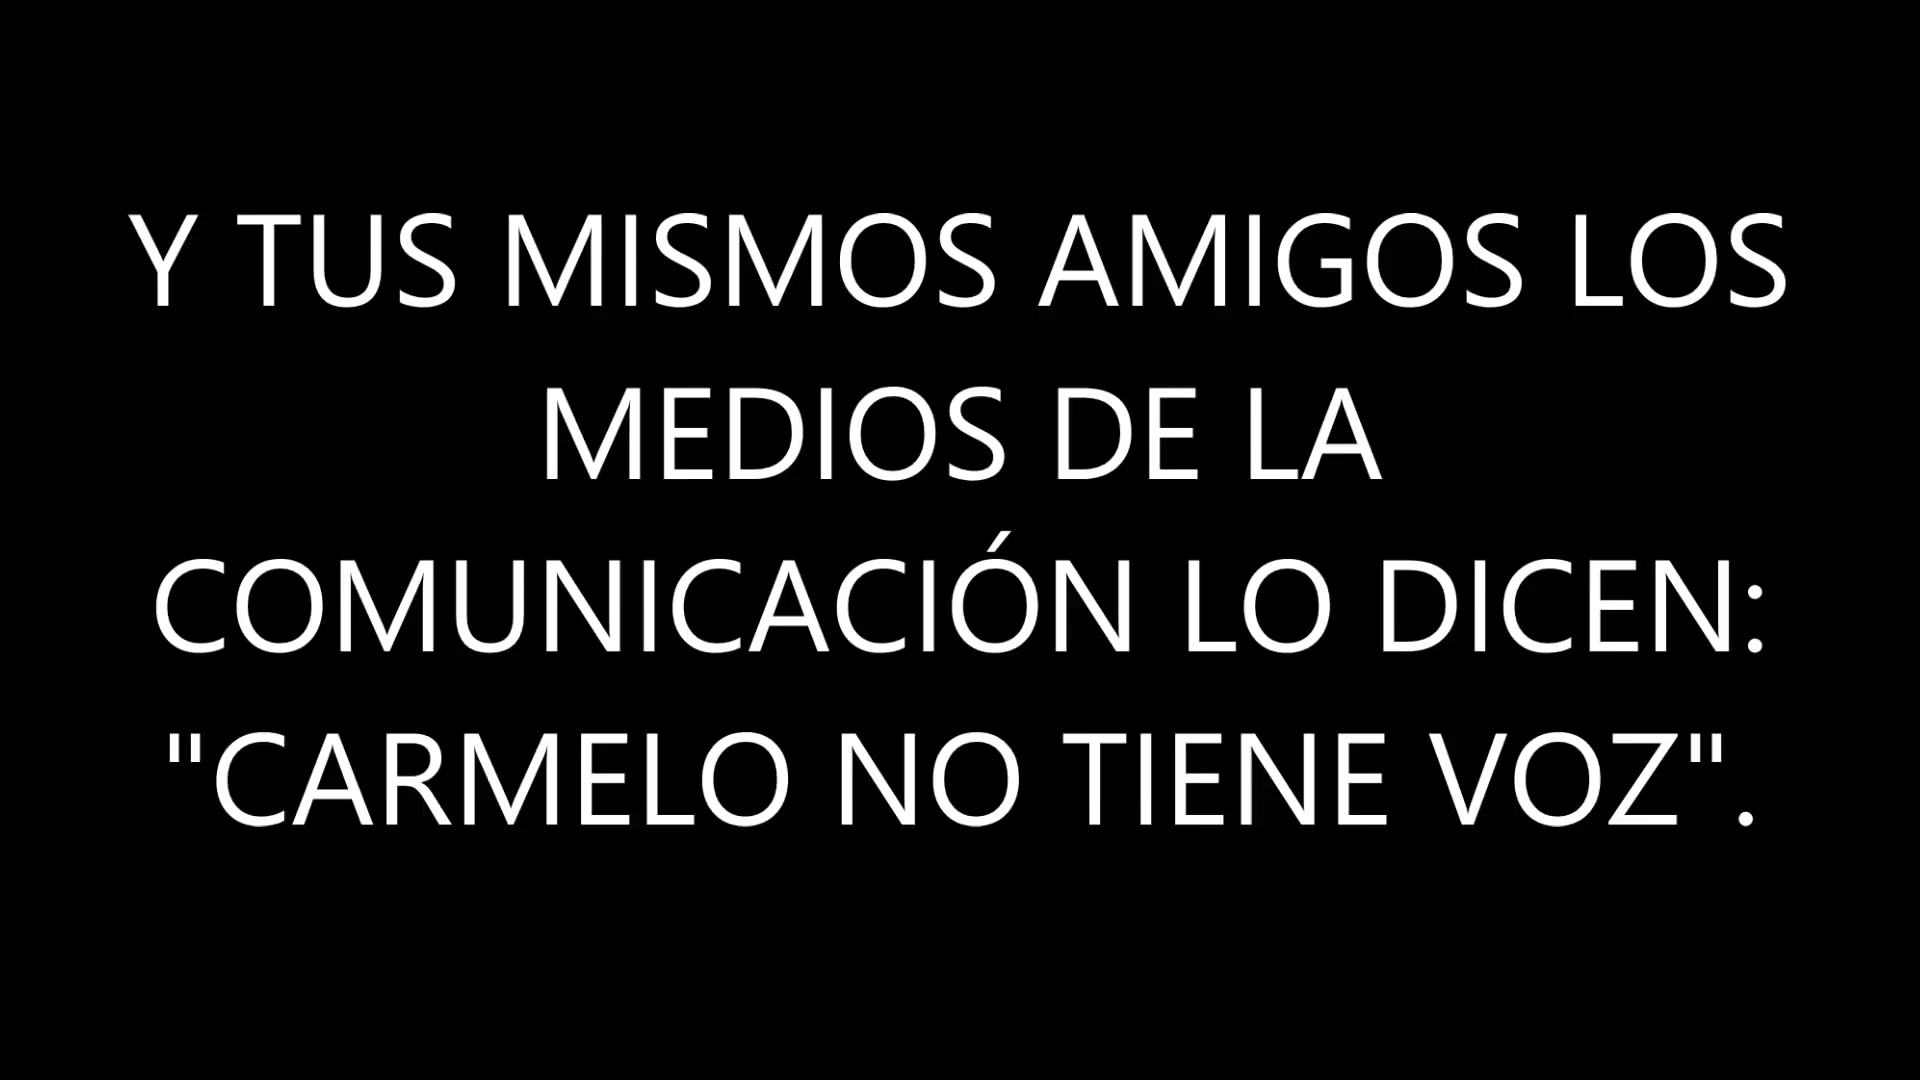 Y TUS MISMOS AMIGOS LOS
MEDIOS DE LA
COMUNICACIÓN LO DICEN:
"CARMELO NO TIENE VOZ".